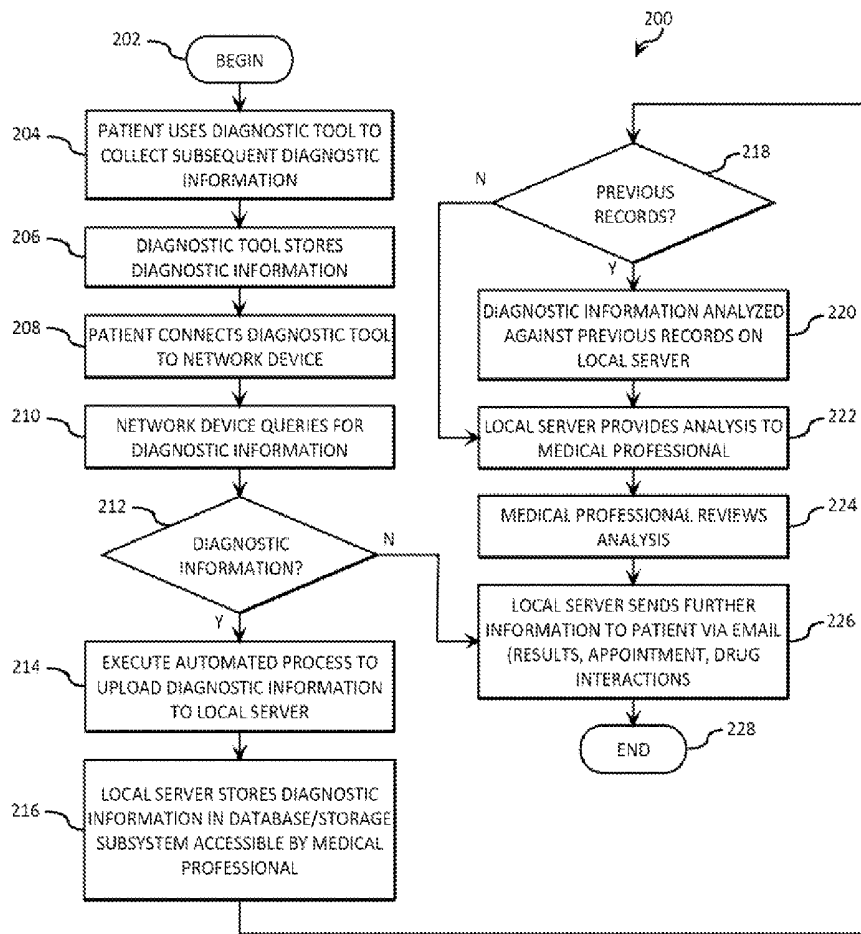 200
202
BEGIN
204
PATIENT USES DIAGNOSTIC TOOL TO
COLLECT SUBSEQUENT DIAGNOSTIC
INFORMATION
206
DIAGNOSTIC TOOL STORES
DIAGNOSTIC INFORMATION
208
PATIENT CONNECTS DIAGNOSTIC TOOL
TO NETWORK DEVICE
210
NETWORK DEVICE QUERIES FOR
DIAGNOSTIC INFORMATION
212
DIAGNOSTIC
INFORMATION?
N
Y
214
EXECUTE AUTOMATED PROCESS TO
UPLOAD DIAGNOSTIC INFORMATION
TO LOCAL SERVER
216
LOCAL SERVER STORES DIAGNOSTIC
INFORMATION IN DATABASE/STORAGE
SUBSYSTEM ACCESSIBLE BY MEDICAL
PROFESSIONAL
218
PREVIOUS
RECORDS?
N
Y
DIAGNOSTIC INFORMATION ANALYZED
AGAINST PREVIOUS RECORDS ON
LOCAL SERVER
220
LOCAL SERVER PROVIDES ANALYSIS TO
MEDICAL PROFESSIONAL
222
MEDICAL PROFESSIONAL REVIEWS
ANALYSIS
224
LOCAL SERVER SENDS FURTHER
INFORMATION TO PATIENT VIA EMAIL
(RESULTS, APPOINTMENT, DRUG
INTERACTIONS
226
END
228